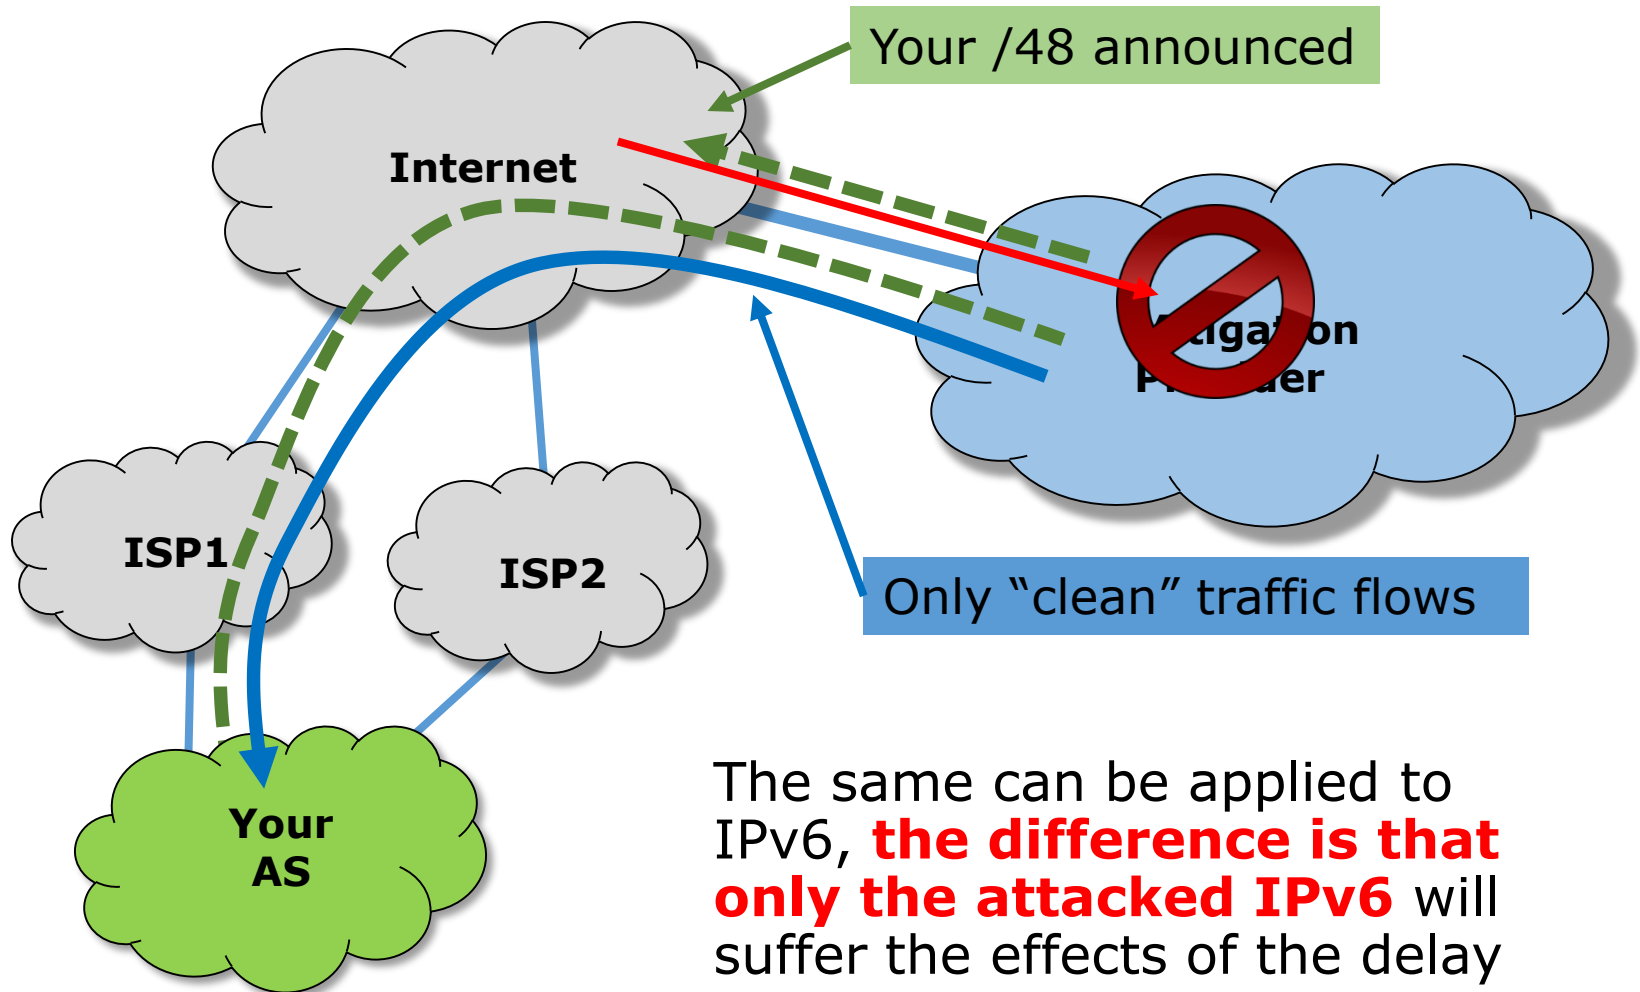 Your /48 announced
Internet
ISP1
ISP2
Only “clean” traffic flows
Your
AS
The same can be applied to
IPv6, the difference is that
only the attacked IPv6 will
suffer the effects of the delay